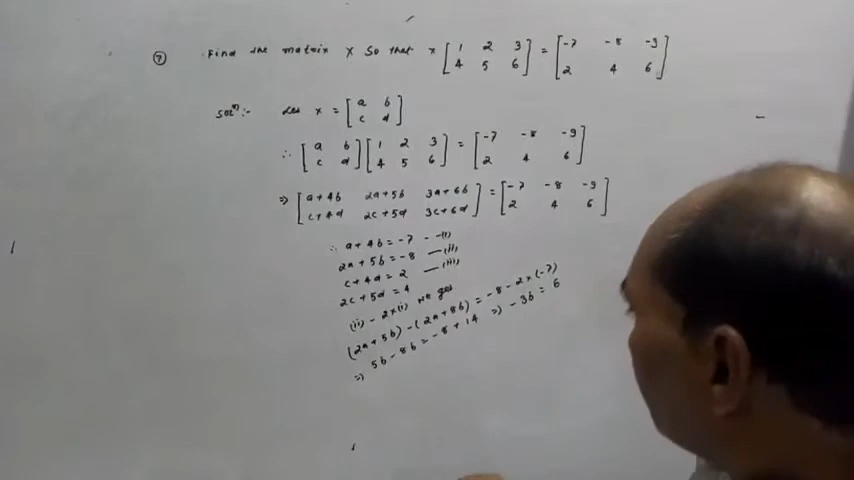 ⑦ Find the matrix X So that X [1 2 3; 4 5 6] = [-7 -8 -9; 2 4 6]
Solⁿ:- Let X = [a b; c d]
∴ [a b; c d] [1 2 3; 4 5 6] = [-7 -8 -9; 2 4 6]
⇒ [a+4b 2a+5b 3a+6b; c+4d 2c+5d 3c+6d] = [-7 -8 -9; 2 4 6]
∴ a+4b = -7 —(i)
2a+5b = -8 —(ii)
c+4d = 2 —(iii)
2c+5d = 4
(ii) - 2×(i) we get
(2a+5b) - (2a+8b) = -8 - 2×(-7)
⇒ 5b - 8b = -8 + 14 ⇒ -3b = 6